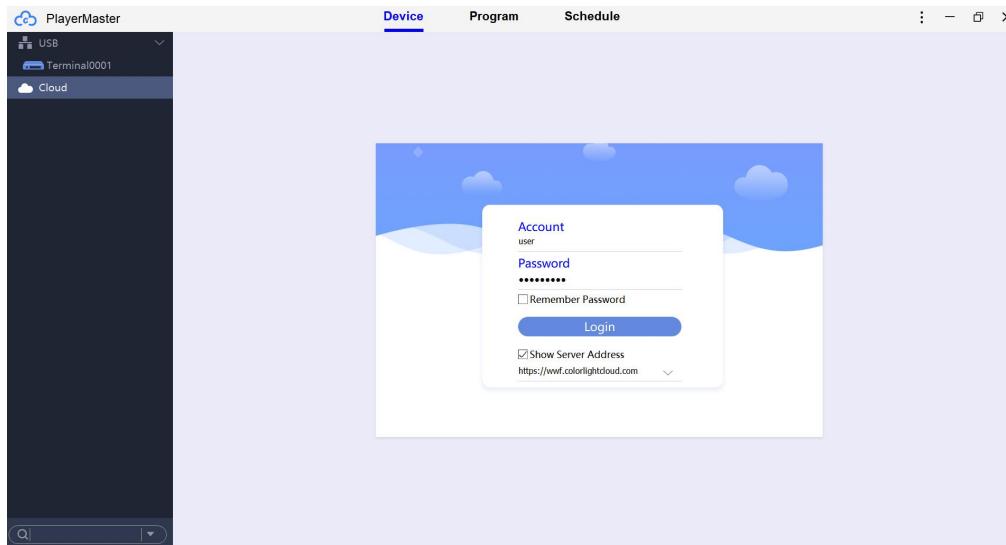 PlayerMaster
Device Program Schedule
USB
Terminal0001
Cloud
Account
user
Password
Remember Password
Login
Show Server Address
https://wwf.colorlightcloud.com